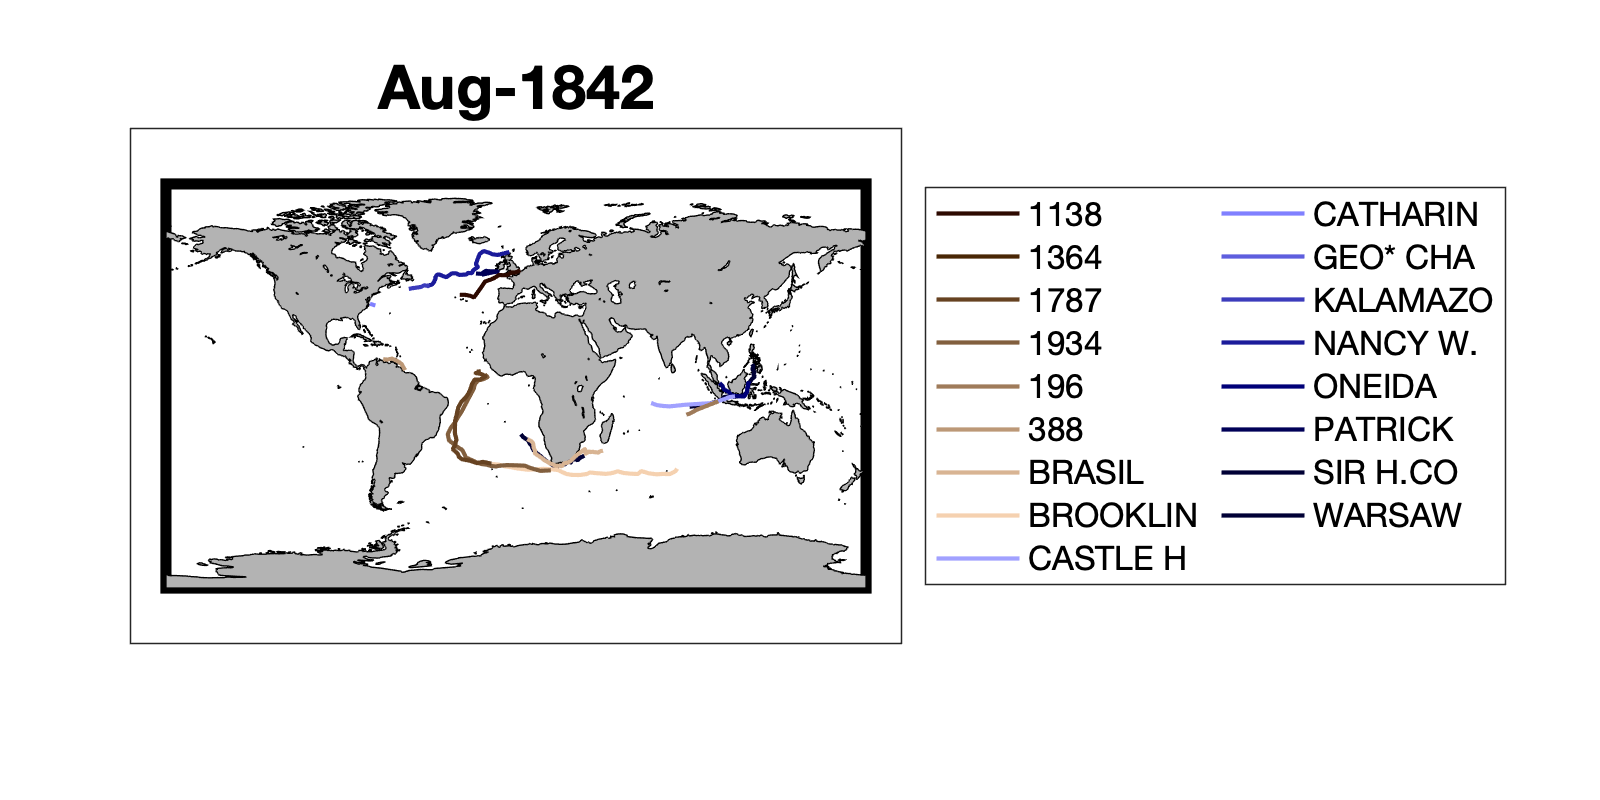 Aug-1842
1138
1364
1787
1934
196
388
BRASIL
BROOKLIN
CASTLE H
CATHARIN
GEO* CHA
KALAMAZO
NANCY W.
ONEIDA
PATRICK
SIR H.CO
WARSAW